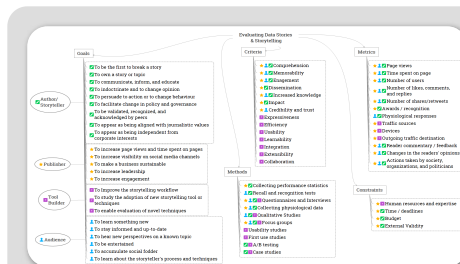 Evaluating Data Stories
& Storytelling
Goals
Author/
Storyteller
To be the first to break a story
To own a story or topic
To communicate, inform, and educate
To indoctrinate and to change opinion
To persuade to action or to change behaviour
To facilitate change in policy and governance
To be validated, recognized, and
acknowledged by peers
To appear as being aligned with journalistic values
To appear as being independent from
corporate interests
Publisher
To increase page views and time spent on pages
To increase visibility on social media channels
To make a business sustainable
To increase leadership
To increase engagement
Tool
Builder
To improve the storytelling workflow
To study the adoption of new storytelling tool or
techniques
To enable evaluation of novel techniques
Audience
To learn something new
To stay informed and up-to-date
To hear new perspectives on a known topic
To be entertained
To accumulate social fodder
To learn about the storyteller's process and techniques
Criteria
Comprehension
Memorability
Enagement
Dissemination
Increased knowledge
Impact
Credibility and trust
Expressiveness
Efficiency
Usability
Learnability
Integration
Extensibility
Collaboration
Methods
Collecting performance statistics
Recall and recognition tests
Questionnaires and Interviews
Collecting physiological data
Qualitative Studies
Focus groups
Usability studies
First use studies
A/B testing
Case studies
Metrics
Page views
Time spent on page
Number of users
Number of likes, comments,
and replies
Number of shares/retweets
Awards / recognition
Physiological responses
Traffic sources
Devices
Outgoing traffic destination
Reader commentary / feedback
Changes in the readers' opinions
Actions taken by society,
organizations, and politicians
Constraints
Human resources and expertise
Time / deadlines
Budget
External Validity